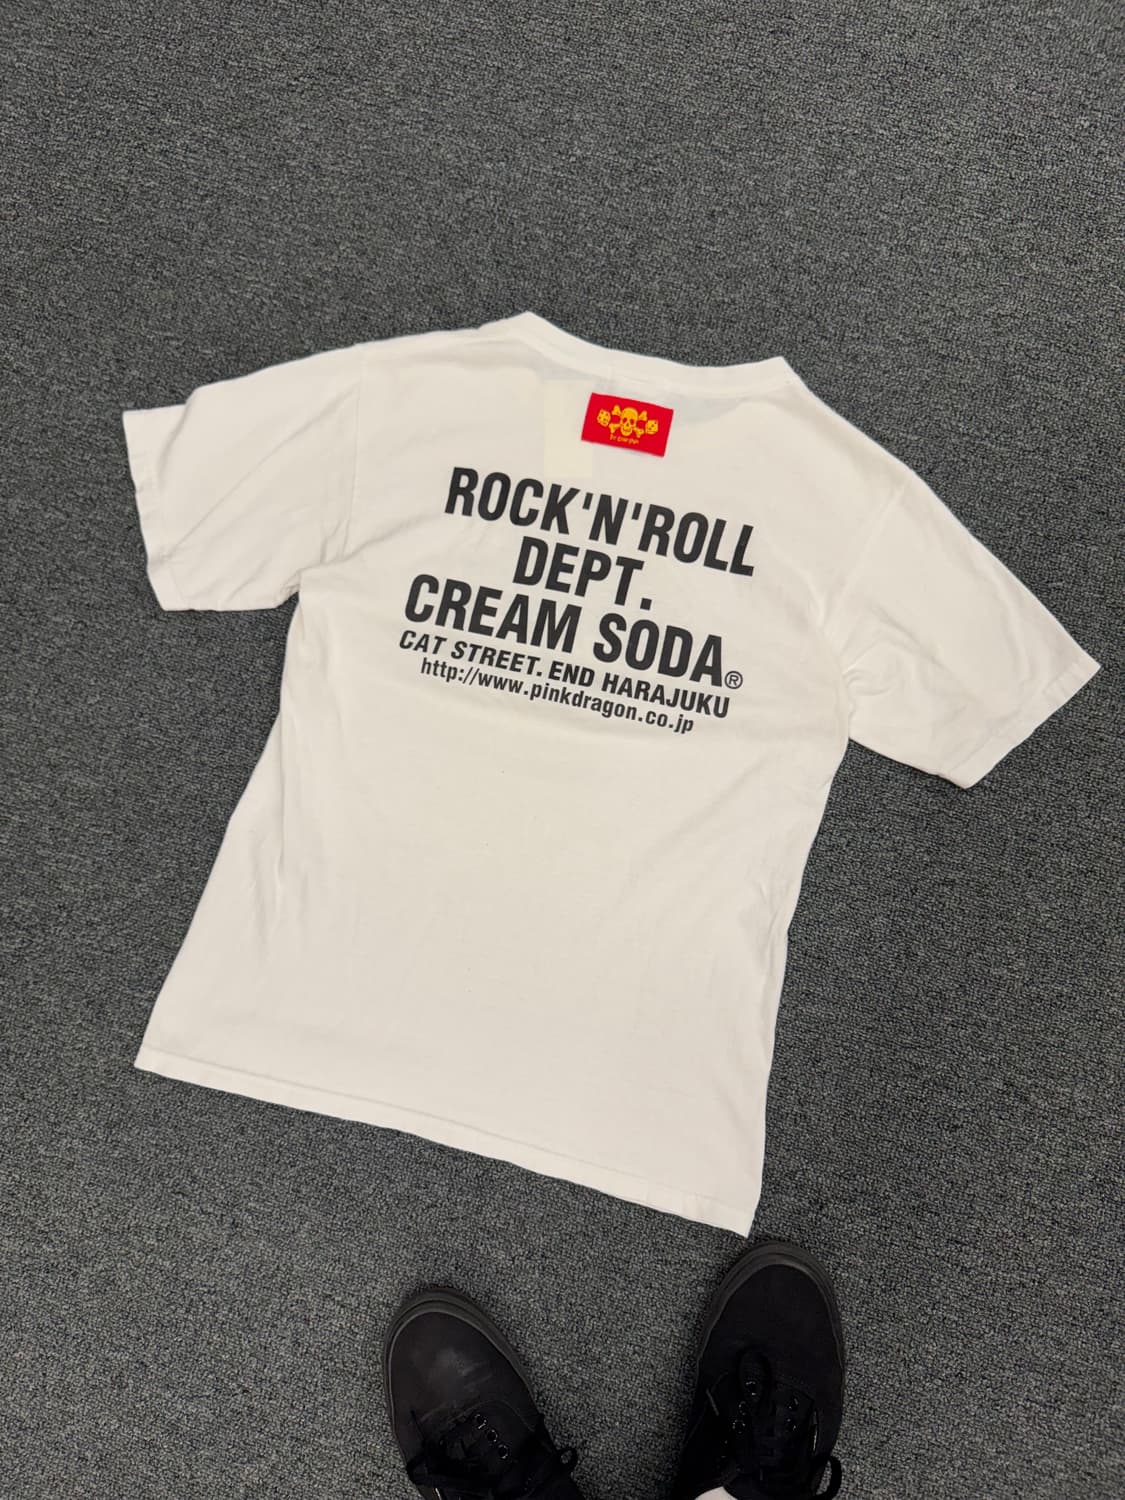 ROCK'N'ROLL
DEPT.
CREAM SODA®
CAT STREET. END HARAJUKU
http://www.pinkdragon.co.jp